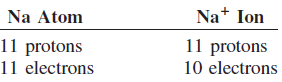 Na Atom Na⁺ Ion
11 protons 11 protons
11 electrons 10 electrons